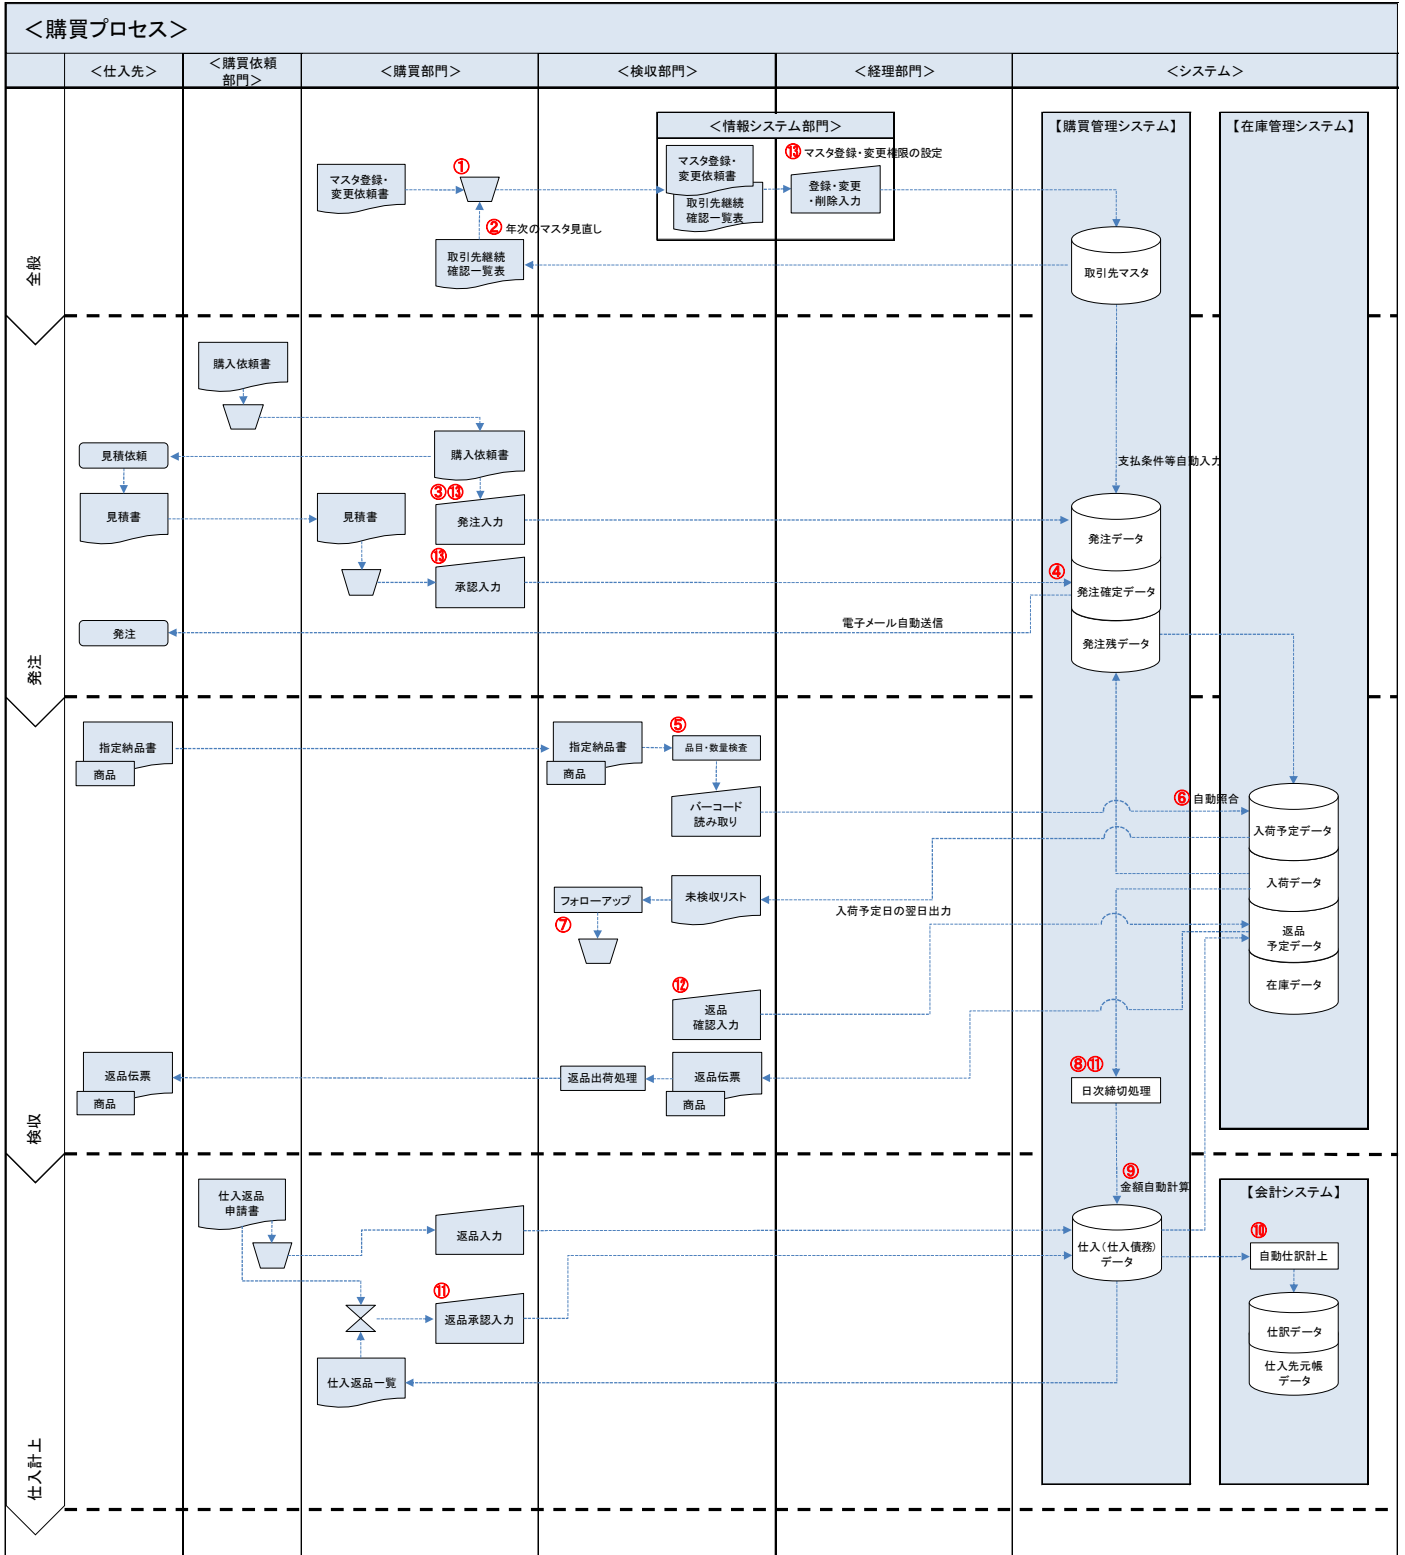 ＜購買プロセス＞
＜仕入先＞
＜購買依頼
部門＞
＜購買部門＞
＜検収部門＞
＜経理部門＞
＜システム＞
全般
＜情報システム部門＞
【購買管理システム】
【在庫管理システム】
マスタ登録・
変更依頼書
①
マスタ登録・
変更依頼書
取引先継続
確認一覧表
⑬ マスタ登録・変更権限の設定
登録・変更
・削除入力
② 年次のマスタ見直し
取引先継続
確認一覧表
取引先マスタ
発注
購入依頼書
見積依頼
購入依頼書
支払条件等自動入力
見積書
見積書
③⑬
発注入力
発注データ
⑬
承認入力
④
発注確定データ
発注
電子メール自動送信
発注残データ
検収
指定納品書
商品
指定納品書
商品
⑤
品目・数量検査
バーコード
読み取り
⑥ 自動照合
入荷予定データ
フォローアップ
未検収リスト
入荷予定日の翌日出力
入荷データ
⑦
返品
予定データ
在庫データ
⑫
返品
確認入力
返品伝票
商品
返品出荷処理
返品伝票
商品
⑧⑪
日次締切処理
仕入計上
⑨
金額自動計算
仕入返品
申請書
返品入力
仕入（仕入債務）
データ
【会計システム】
⑩
自動仕訳計上
⑪
返品承認入力
仕訳データ
仕入先元帳
データ
仕入返品一覧